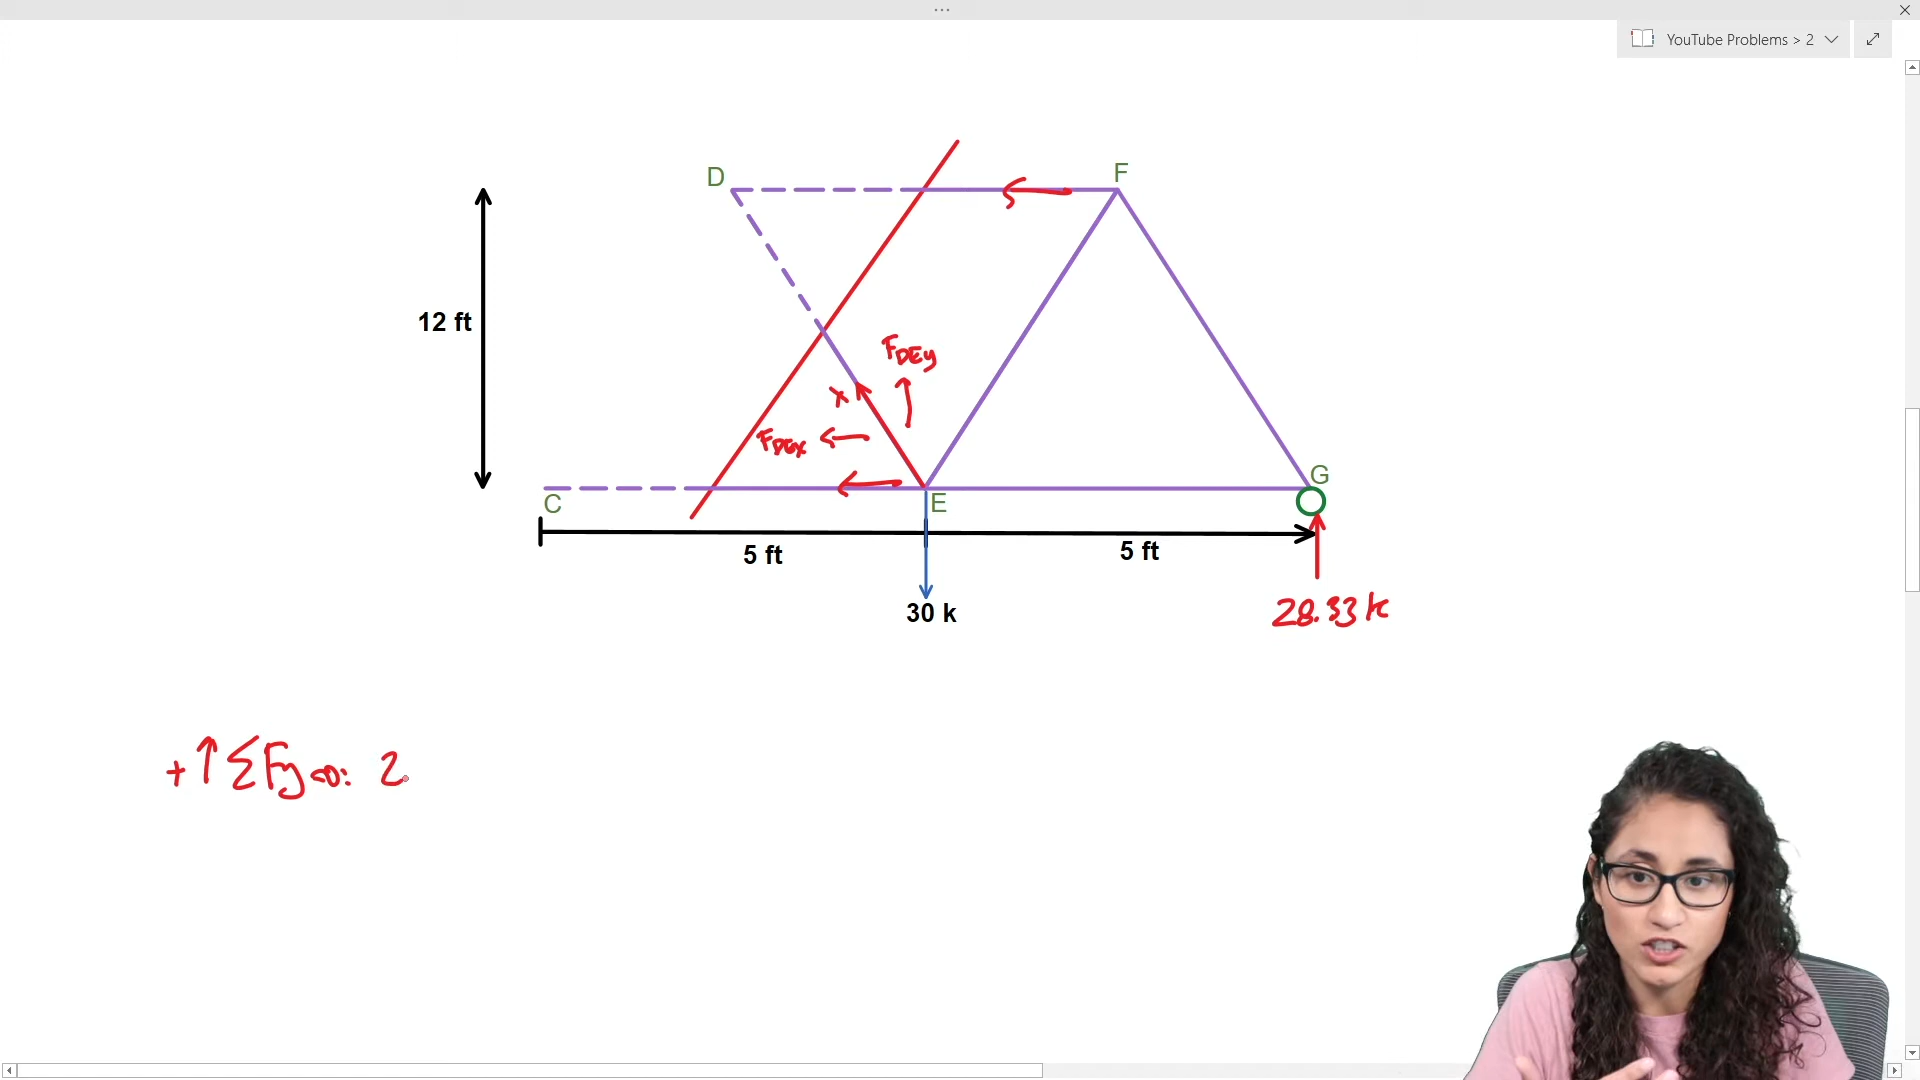 YouTube Problems > 2
D
F
12 ft
F_DEy
x
F_DEx
G
C
E
5 ft
5 ft
30 k
28.33 k
+↑ΣFy=0: 2